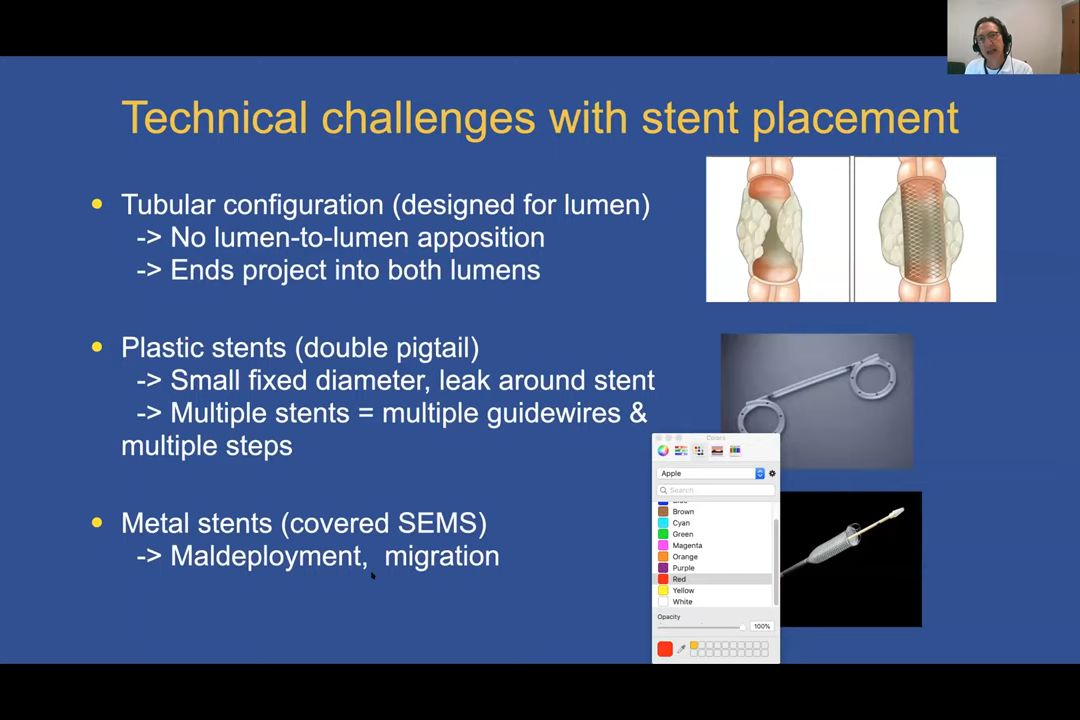 Technical challenges with stent placement
• Tubular configuration (designed for lumen)
-> No lumen-to-lumen apposition
-> Ends project into both lumens
• Plastic stents (double pigtail)
-> Small fixed diameter, leak around stent
-> Multiple stents = multiple guidewires &
multiple steps
• Metal stents (covered SEMS)
-> Maldeployment, migration
Colors
Apple
Search
Blue
Brown
Cyan
Green
Magenta
Orange
Purple
Red
Yellow
White
Opacity
100%